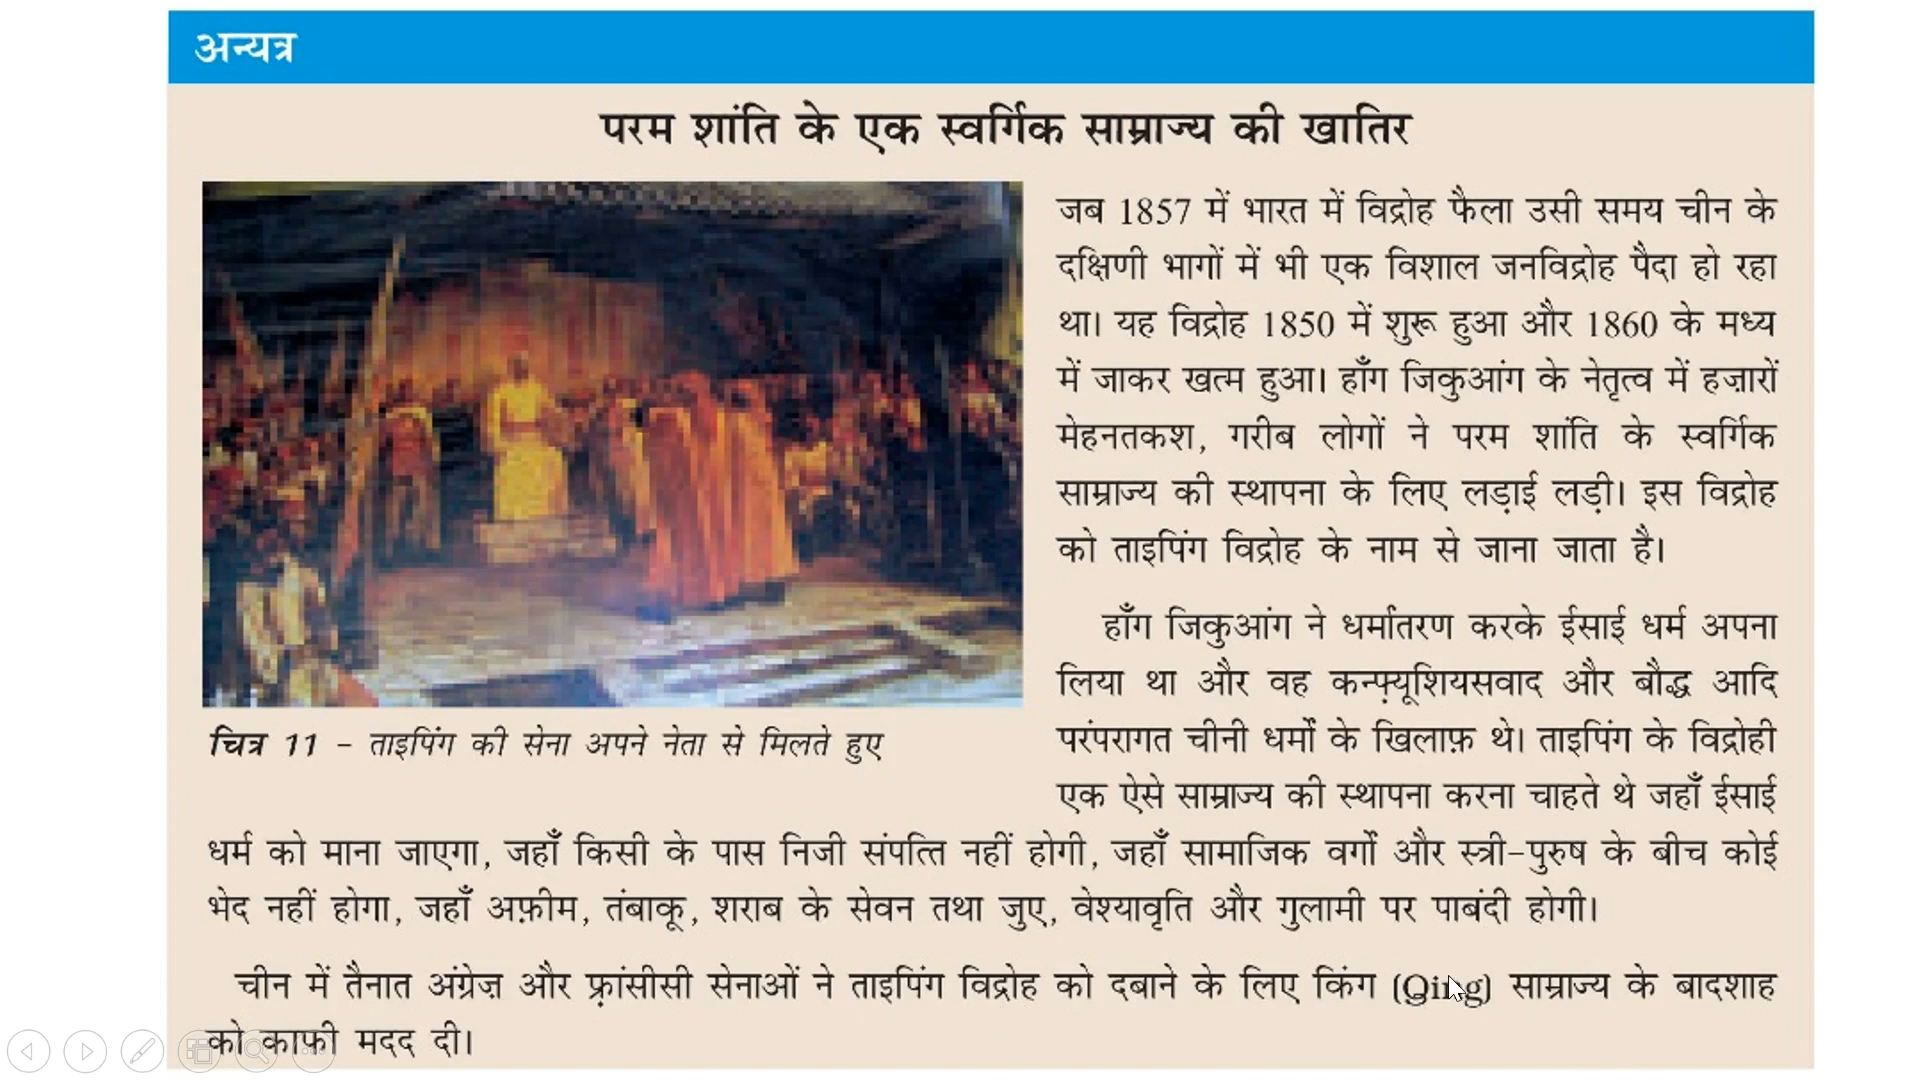 अन्यत्र
परम शांति के एक स्वर्गिक साम्राज्य की खातिर
जब 1857 में भारत में विद्रोह फैला उसी समय चीन के
दक्षिणी भागों में भी एक विशाल जनविद्रोह पैदा हो रहा
था। यह विद्रोह 1850 में शुरू हुआ और 1860 के मध्य
में जाकर खत्म हुआ। हॉंग जिकुआंग के नेतृत्व में हज़ारों
मेहनतकश, गरीब लोगों ने परम शांति के स्वर्गिक
साम्राज्य की स्थापना के लिए लड़ाई लड़ी। इस विद्रोह
को ताइपिंग विद्रोह के नाम से जाना जाता है।
हॉंग जिकुआंग ने धर्मांतरण करके ईसाई धर्म अपना
लिया था और वह कन्फ़्यूशियसवाद और बौद्ध आदि
परंपरागत चीनी धर्मों के खिलाफ़ थे। ताइपिंग के विद्रोही
एक ऐसे साम्राज्य की स्थापना करना चाहते थे जहाँ ईसाई
चित्र 11 – ताइपिंग की सेना अपने नेता से मिलते हुए
धर्म को माना जाएगा, जहाँ किसी के पास निजी संपत्ति नहीं होगी, जहाँ सामाजिक वर्गों और स्त्री-पुरुष के बीच कोई
भेद नहीं होगा, जहाँ अफ़ीम, तंबाकू, शराब के सेवन तथा जुए, वेश्यावृति और गुलामी पर पाबंदी होगी।
चीन में तैनात अंग्रेज़ और फ़्रांसीसी सेनाओं ने ताइपिंग विद्रोह को दबाने के लिए किंग (Qing) साम्राज्य के बादशाह
को काफी मदद दी।